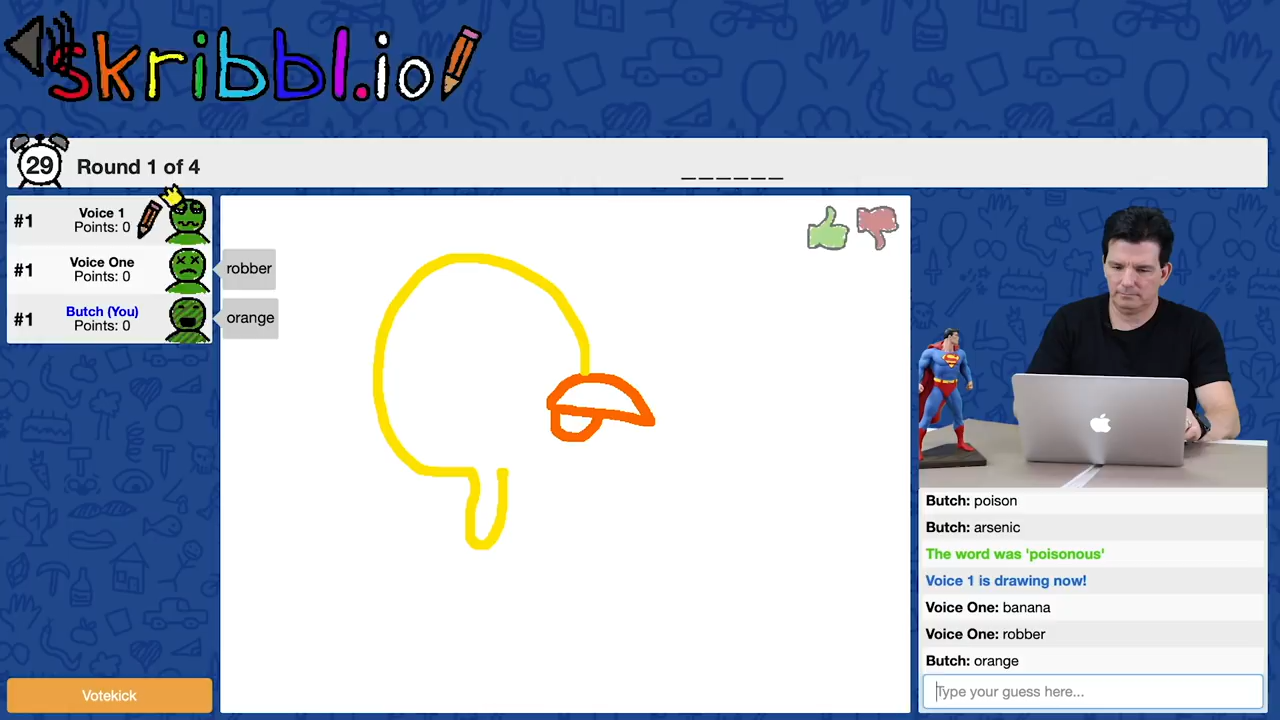 skribbl.io
29
Round 1 of 4
______
#1
Voice 1
Points: 0
#1
Voice One
Points: 0
robber
#1
Butch (You)
Points: 0
orange
Butch: poison
Butch: arsenic
The word was 'poisonous'
Voice 1 is drawing now!
Voice One: banana
Voice One: robber
Butch: orange
Type your guess here...
Votekick